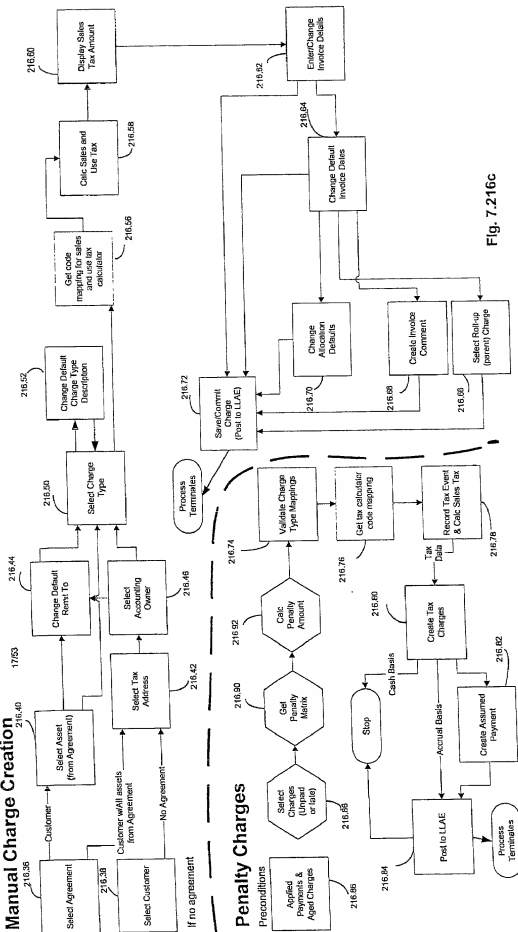 Manual Charge Creation
17/53
216,36
Select Agreement
Customer
216,40
Select Asset
(from Agreement)
216,44
Change Default
Remit To
216,38
Select Customer
Customer w/All assets
from Agreement
No Agreement
If no agreement
Select Tax
Address
216,42
Select
Accounting
Owner
216,46
216,50
Select Charge
Type
216,52
Change Default
Charge Type
Description
Get code
mapping for sales
and use tax
calculator
216,56
Calc Sales and
Use Tax
216,58
216,60
Display Sales
Tax Amount
Enter/Change
Invoice Details
216,62
216,64
Change Default
Invoice Dates
216,72
Save/Commit
Charge
(Post to LLAE)
Process
Terminates
Change
Allocation
Defaults
216,70
Create Invoice
Comment
216,68
Select Roll-up
(parent) Charge
216,66
Fig. 7.216c
Penalty Charges
Preconditions
Applied
Payments &
Aged Charges
216,86
Select
Charges
(Unpaid
or late)
216,88
216,90
Get
Penalty
Matrix
216,92
Calc
Penalty
Amount
216,74
Validate Charge
Type Mappings
Get tax calculator
code mapping
216,76
Record Tax Event
& Calc Sales Tax
216,78
Tax
Data
216,80
Create Tax
Charges
Cash Basis
Stop
Accrual Basis
216,82
Create Assumed
Payment
216,84
Post to LLAE
Process
Terminates